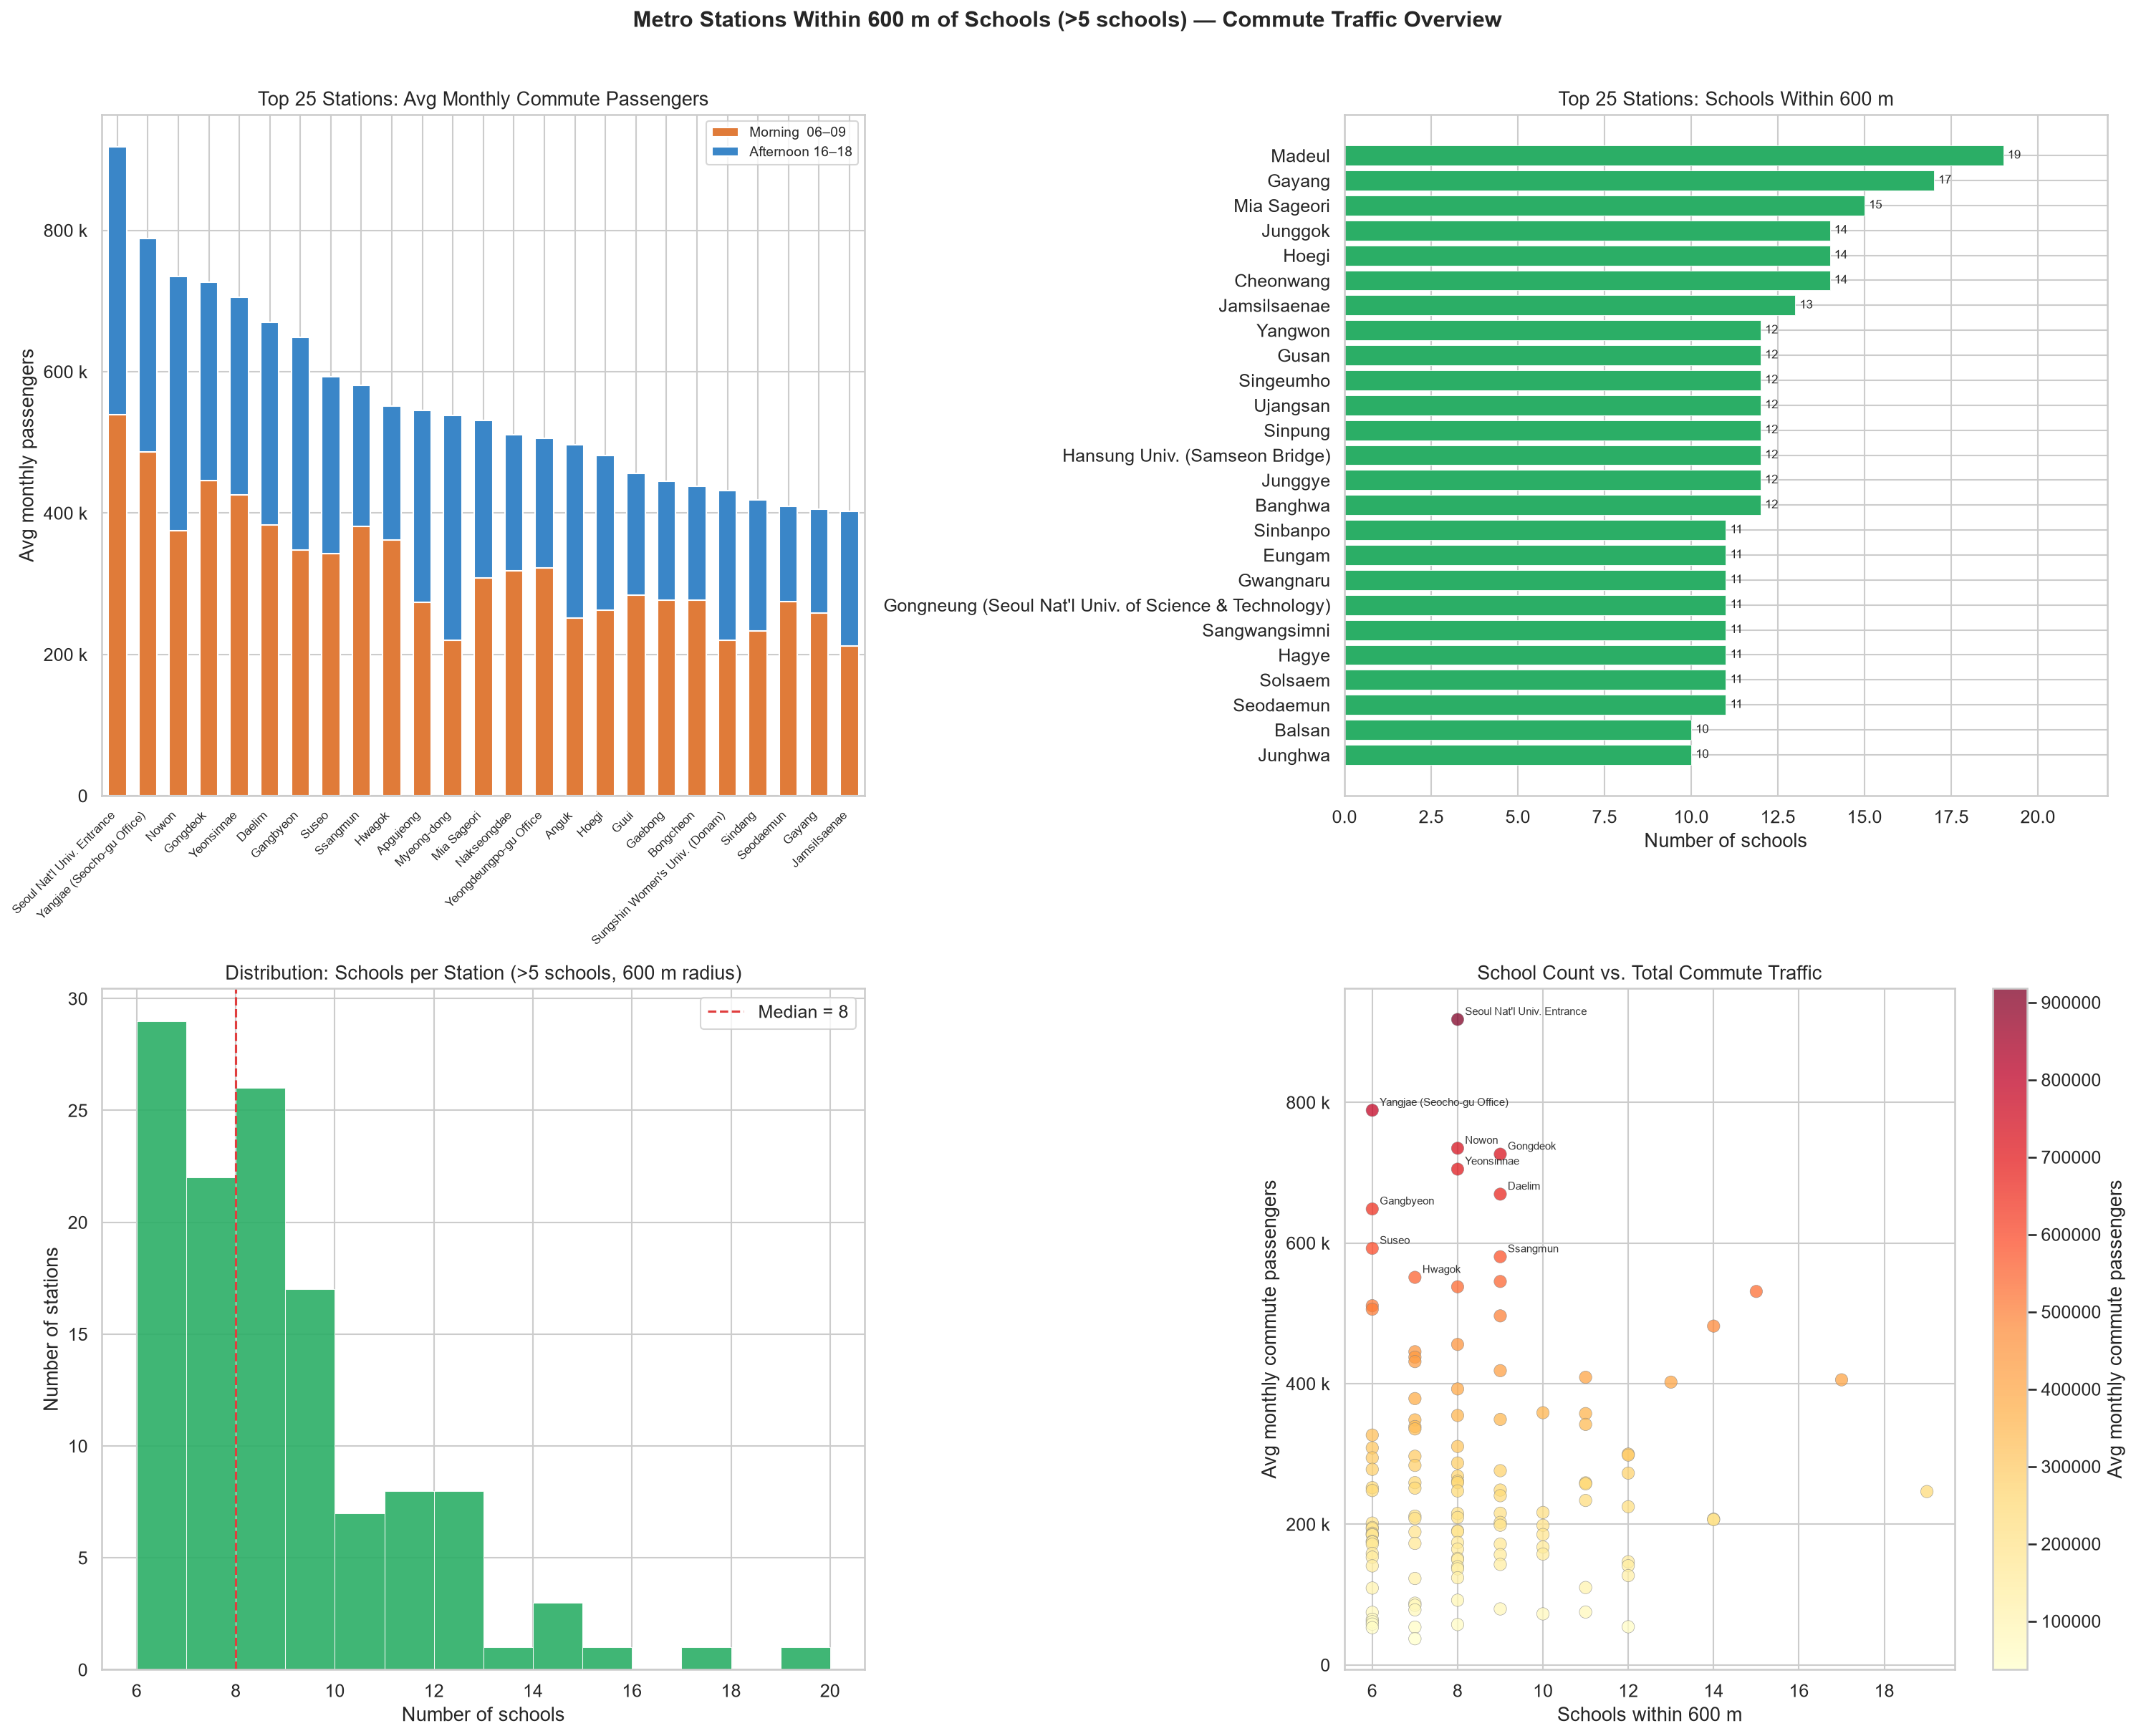 Metro Stations Within 600 m of Schools (>5 schools) — Commute Traffic Overview
Top 25 Stations: Avg Monthly Commute Passengers
Morning 06–09
Afternoon 16–18
800 k
600 k
400 k
200 k
0
Avg monthly passengers
Seoul Nat'l Univ. Entrance
Yangjae (Seocho-gu Office)
Nowon
Gongdeok
Yeonsinnae
Daelim
Gangbyeon
Suseo
Ssangmun
Hwagok
Apgujeong
Myeong-dong
Mia Sageori
Nakseongdae
Yeongdeungpo-gu Office
Anguk
Hoegi
Guui
Gaebong
Bongcheon
Sungshin Women's Univ. (Donam)
Sindang
Seodaemun
Gayang
Jamsilsaenae
Top 25 Stations: Schools Within 600 m
Madeul 19
Gayang 17
Mia Sageori 15
Junggok 14
Hoegi 14
Cheonwang 14
Jamsilsaenae 13
Yangwon 12
Gusan 12
Singeumho 12
Ujangsan 12
Sinpung 12
Hansung Univ. (Samseon Bridge) 12
Junggye 12
Banghwa 12
Sinbanpo 11
Eungam 11
Gwangnaru 11
Gongneung (Seoul Nat'l Univ. of Science & Technology) 11
Sangwangsimni 11
Hagye 11
Solsaem 11
Seodaemun 11
Balsan 10
Junghwa 10
0.0 2.5 5.0 7.5 10.0 12.5 15.0 17.5 20.0
Number of schools
Distribution: Schools per Station (>5 schools, 600 m radius)
Median = 8
30
25
20
15
10
5
0
Number of stations
6 8 10 12 14 16 18 20
Number of schools
School Count vs. Total Commute Traffic
Seoul Nat'l Univ. Entrance
Yangjae (Seocho-gu Office)
Nowon
Gongdeok
Yeonsinnae
Daelim
Gangbyeon
Suseo
Ssangmun
Hwagok
800 k
600 k
400 k
200 k
0
Avg monthly commute passengers
6 8 10 12 14 16 18
Schools within 600 m
900000
800000
700000
600000
500000
400000
300000
200000
100000
Avg monthly commute passengers